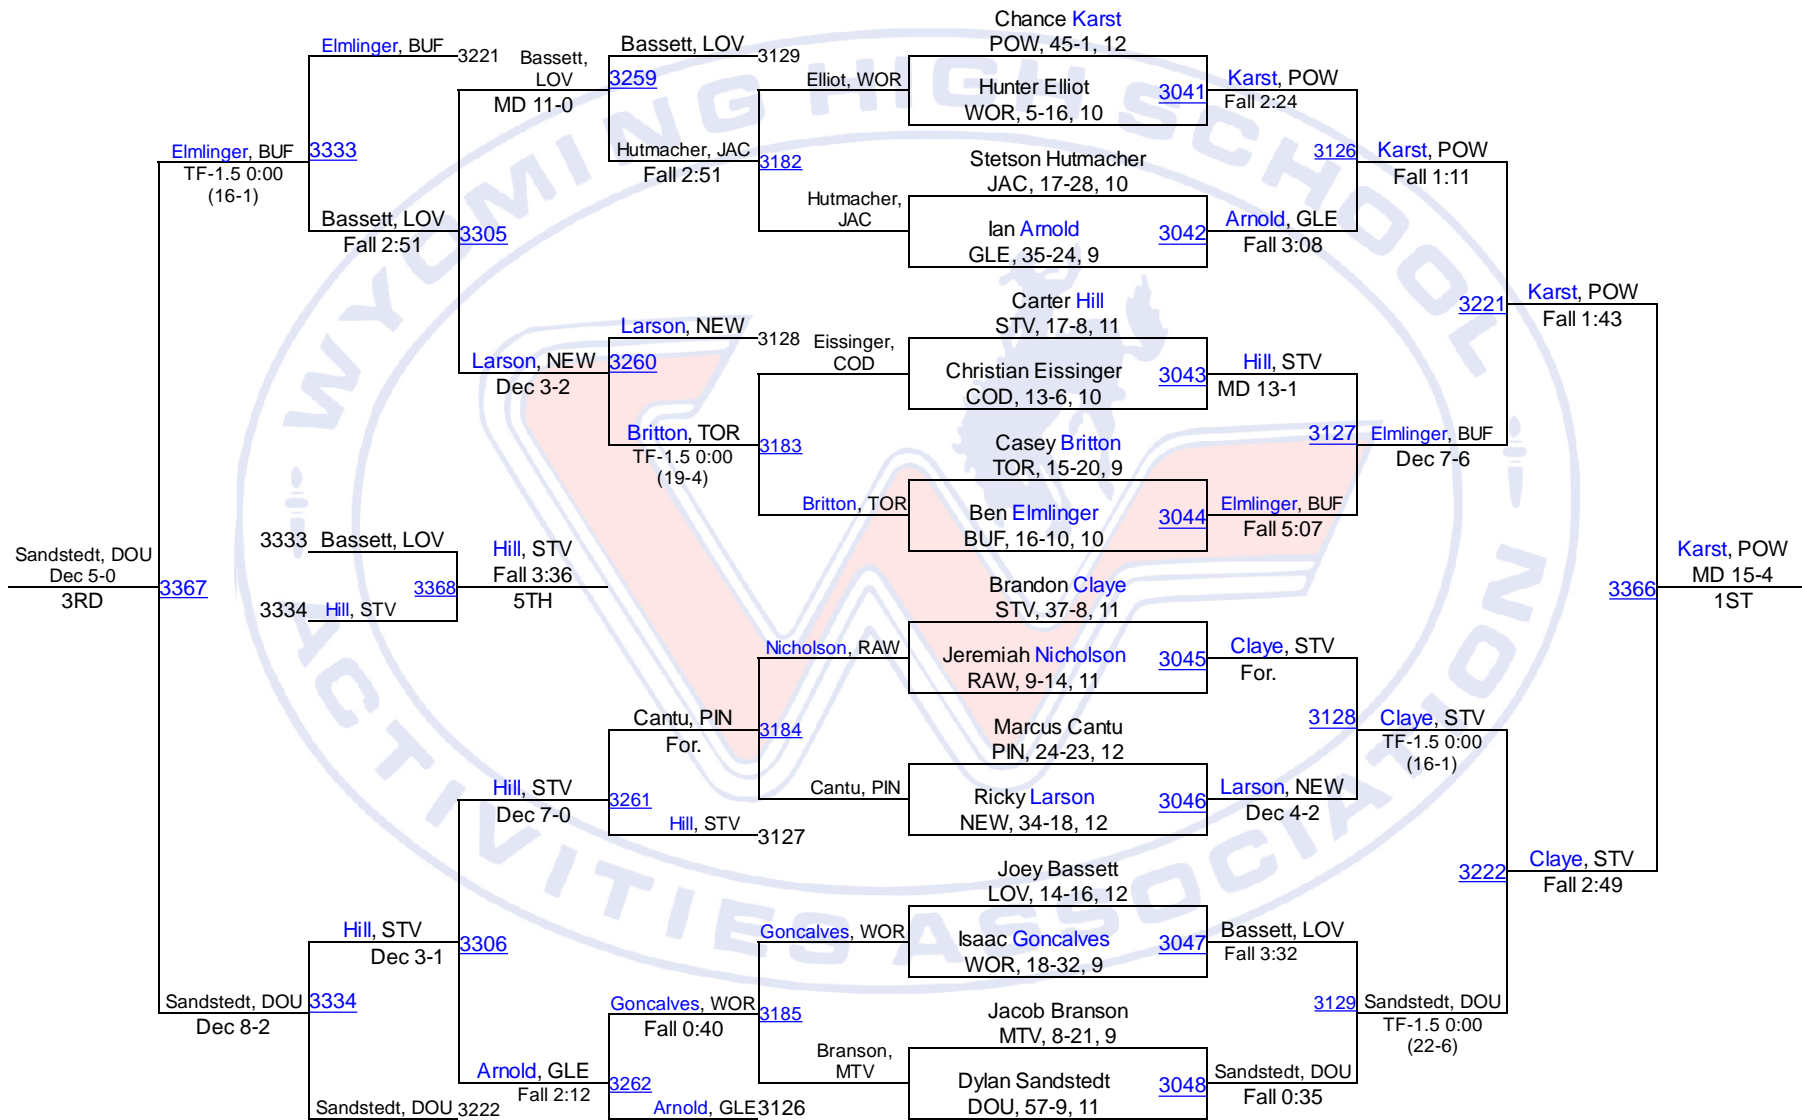 Chance Karst
POW, 45-1, 12
Hunter Elliot
WOR, 5-16, 10
3041
Stetson Hutmacher
JAC, 17-28, 10
Ian Arnold
GLE, 35-24, 9
3042
Carter Hill
STV, 17-8, 11
Christian Eissinger
COD, 13-6, 10
3043
Casey Britton
TOR, 15-20, 9
Ben Elmlinger
BUF, 16-10, 10
3044
Brandon Claye
STV, 37-8, 11
Jeremiah Nicholson
RAW, 9-14, 11
3045
Marcus Cantu
PIN, 24-23, 12
Ricky Larson
NEW, 34-18, 12
3046
Joey Bassett
LOV, 14-16, 12
Isaac Goncalves
WOR, 18-32, 9
3047
Jacob Branson
MTV, 8-21, 9
Dylan Sandstedt
DOU, 57-9, 11
3048
Karst, POW
Fall 2:24
3126
Arnold, GLE
Fall 3:08
Hill, STV
MD 13-1
3127
Elmlinger, BUF
Fall 5:07
Claye, STV
For.
3128
Larson, NEW
Dec 4-2
Bassett, LOV
Fall 3:32
3129
Sandstedt, DOU
Fall 0:35
Karst, POW
Fall 1:11
3221
Elmlinger, BUF
Dec 7-6
Claye, STV
TF-1.5 0:00
(16-1)
3222
Sandstedt, DOU
TF-1.5 0:00
(22-6)
Karst, POW
Fall 1:43
3366
Claye, STV
Fall 2:49
Karst, POW
MD 15-4
1ST
Elliot, WOR
3182
Hutmacher,
JAC
Eissinger,
COD
3183
Britton, TOR
Nicholson, RAW
3184
Cantu, PIN
Goncalves, WOR
3185
Branson,
MTV
Bassett, LOV
3129
3259
Hutmacher, JAC
Fall 2:51
Larson, NEW
3128
3260
Britton, TOR
TF-1.5 0:00
(19-4)
Cantu, PIN
For.
3261
Hill, STV
3127
Goncalves, WOR
Fall 0:40
3262
Arnold, GLE
3126
Bassett,
LOV
MD 11-0
3305
Larson, NEW
Dec 3-2
Hill, STV
Dec 7-0
3306
Arnold, GLE
Fall 2:12
Elmlinger, BUF
3221
3333
Bassett, LOV
Fall 2:51
Hill, STV
Dec 3-1
3334
Sandstedt, DOU
3222
Elmlinger, BUF
TF-1.5 0:00
(16-1)
3367
Sandstedt, DOU
Dec 8-2
Sandstedt, DOU
Dec 5-0
3RD
3333
Bassett, LOV
3368
3334
Hill, STV
Hill, STV
Fall 3:36
5TH
WYOMING HIGH SCHOOL
ACTIVITIES ASSOCIATION